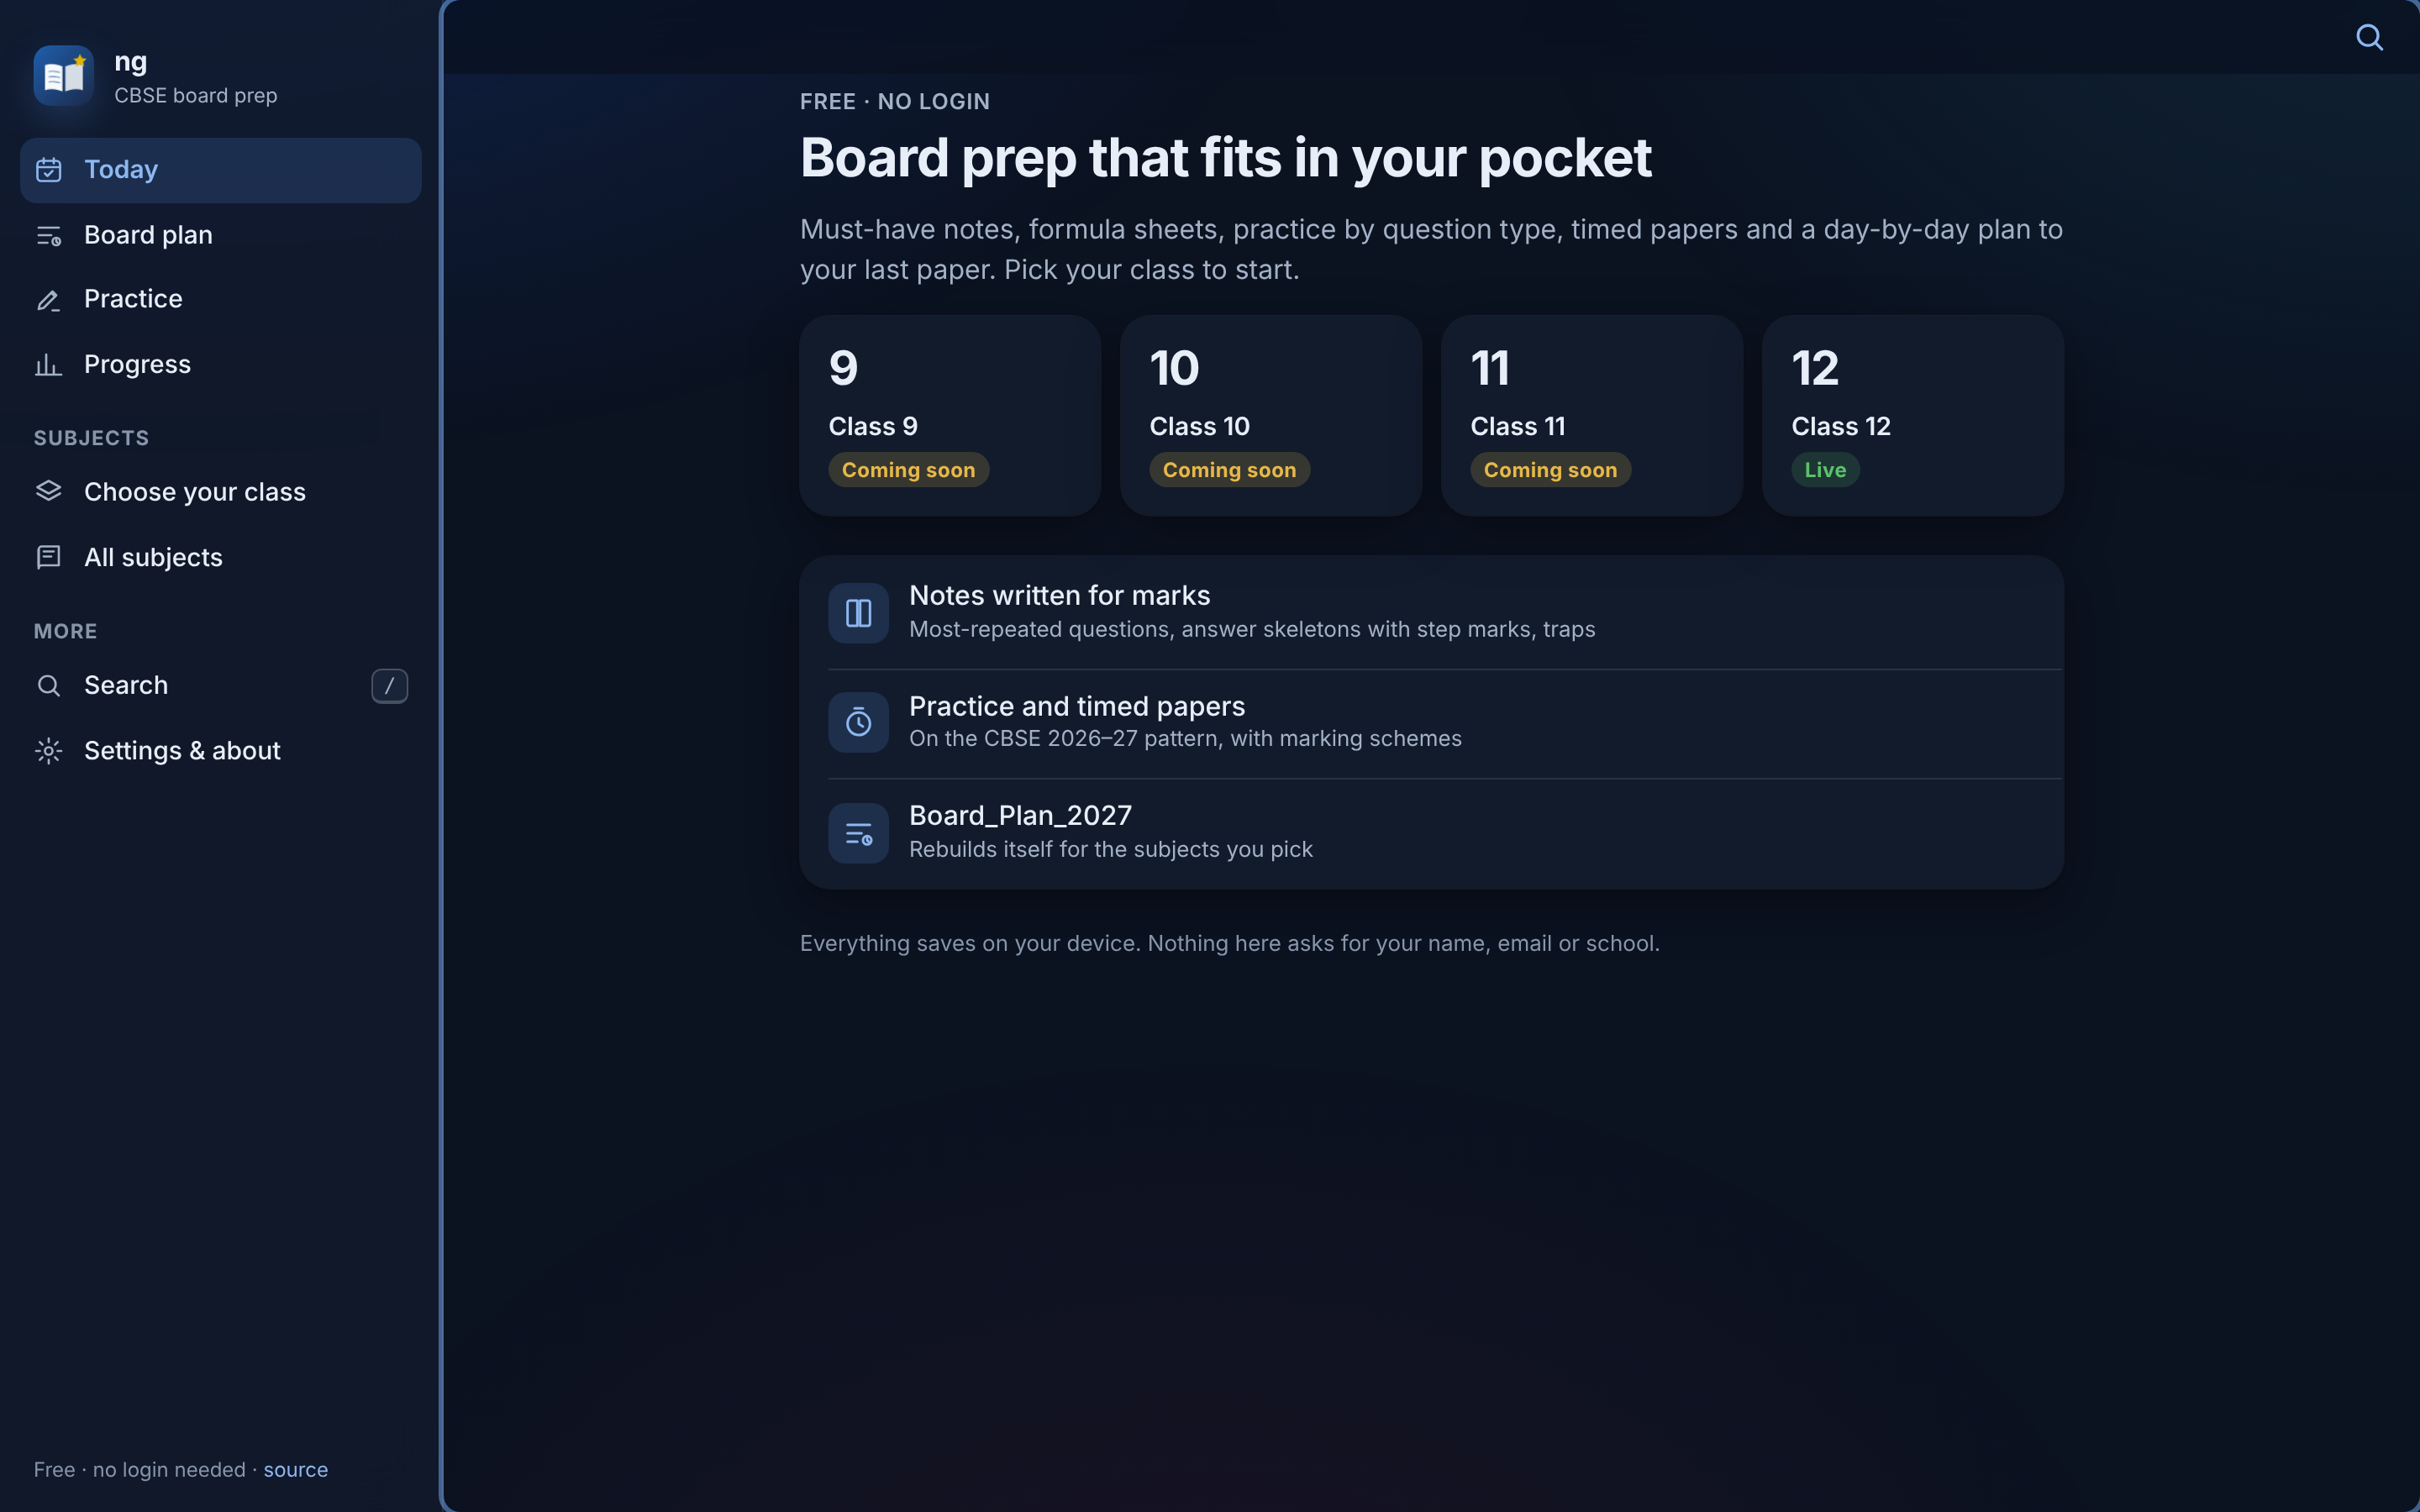 ng
CBSE board prep
Today
Board plan
Practice
Progress
SUBJECTS
Choose your class
All subjects
MORE
Search
/
Settings & about
Free · no login needed · source
FREE · NO LOGIN
Board prep that fits in your pocket
Must-have notes, formula sheets, practice by question type, timed papers and a day-by-day plan to
your last paper. Pick your class to start.
9
Class 9
Coming soon
10
Class 10
Coming soon
11
Class 11
Coming soon
12
Class 12
Live
Notes written for marks
Most-repeated questions, answer skeletons with step marks, traps
Practice and timed papers
On the CBSE 2026–27 pattern, with marking schemes
Board_Plan_2027
Rebuilds itself for the subjects you pick
Everything saves on your device. Nothing here asks for your name, email or school.